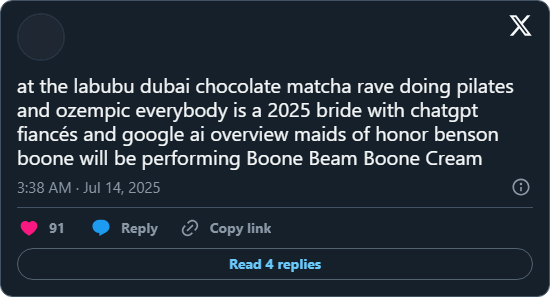 at the labubu dubai chocolate matcha rave doing pilates
and ozempic everybody is a 2025 bride with chatgpt
fiancés and google ai overview maids of honor benson
boone will be performing Boone Beam Boone Cream
3:38 AM · Jul 14, 2025
91 Reply Copy link
Read 4 replies